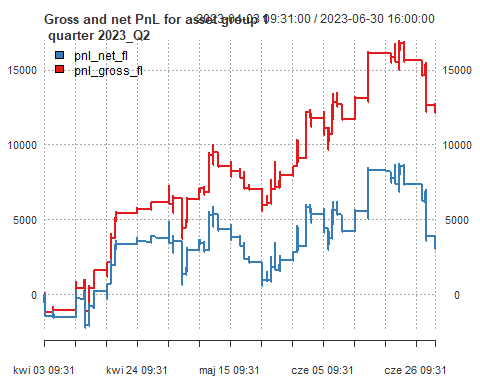 Gross and net PnL for asset group 1
2023-04-03 09:31:00 / 2023-06-30 16:00:00
quarter 2023_Q2
pnl_net_fl
pnl_gross_fl
15000 15000
10000 10000
5000 5000
0 0
kwi 03 09:31 kwi 24 09:31 maj 15 09:31 cze 05 09:31 cze 26 09:31